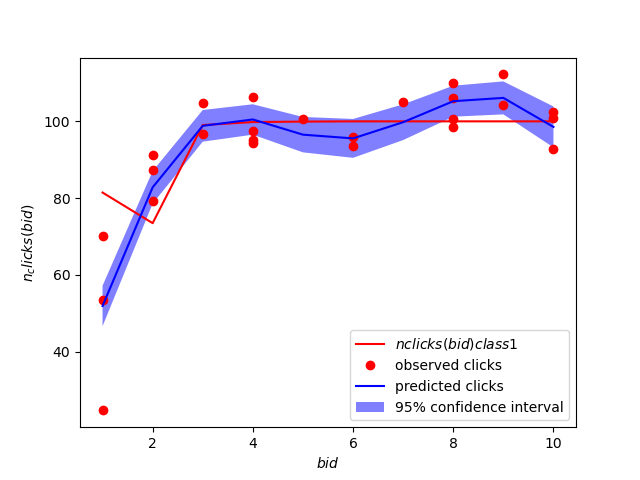 100
80
60
40
n_clicks(bid)
2
4
6
8
10
bid
nclicks(bid)class1
observed clicks
predicted clicks
95% confidence interval